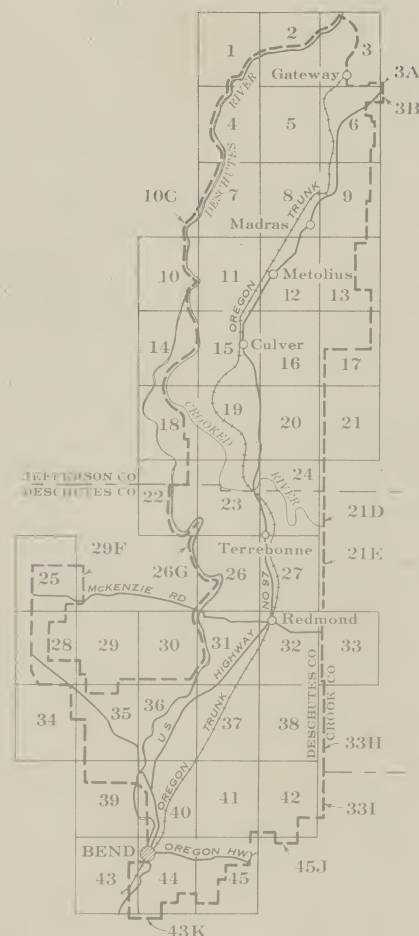 1
2
3
Gateway
3A
3B
RIVER
DESCHUTES
4
5
6
10C
7
8
9
TRUNK
OREGON
Madras
10
11
Metolius
12
13
14
15
Culver
16
17
18
CROOKED
RIVER
19
20
21
JEFFERSON CO
DESCHUTES CO
22
23
24
21D
Terrebonne
21E
29F
25
26G
26
27
McKENZIE RD
NO 97
Redmond
28
29
30
31
32
33
U S HIGHWAY
DESCHUTES CO
CROOK CO
34
35
36
37
38
33H
OREGON TRUNK
39
40
41
42
33I
BEND
OREGON HWY
43
44
45
45J
43K